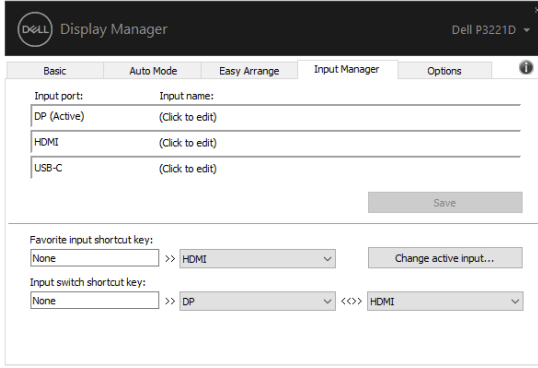 DELL Display Manager Dell P3221D
Basic Auto Mode Easy Arrange Input Manager Options
Input port: Input name:
DP (Active) (Click to edit)
HDMI (Click to edit)
USB-C (Click to edit)
Save
Favorite input shortcut key:
None >> HMDI Change active input...
Input switch shortcut key:
None >> DP <<>> HDMI